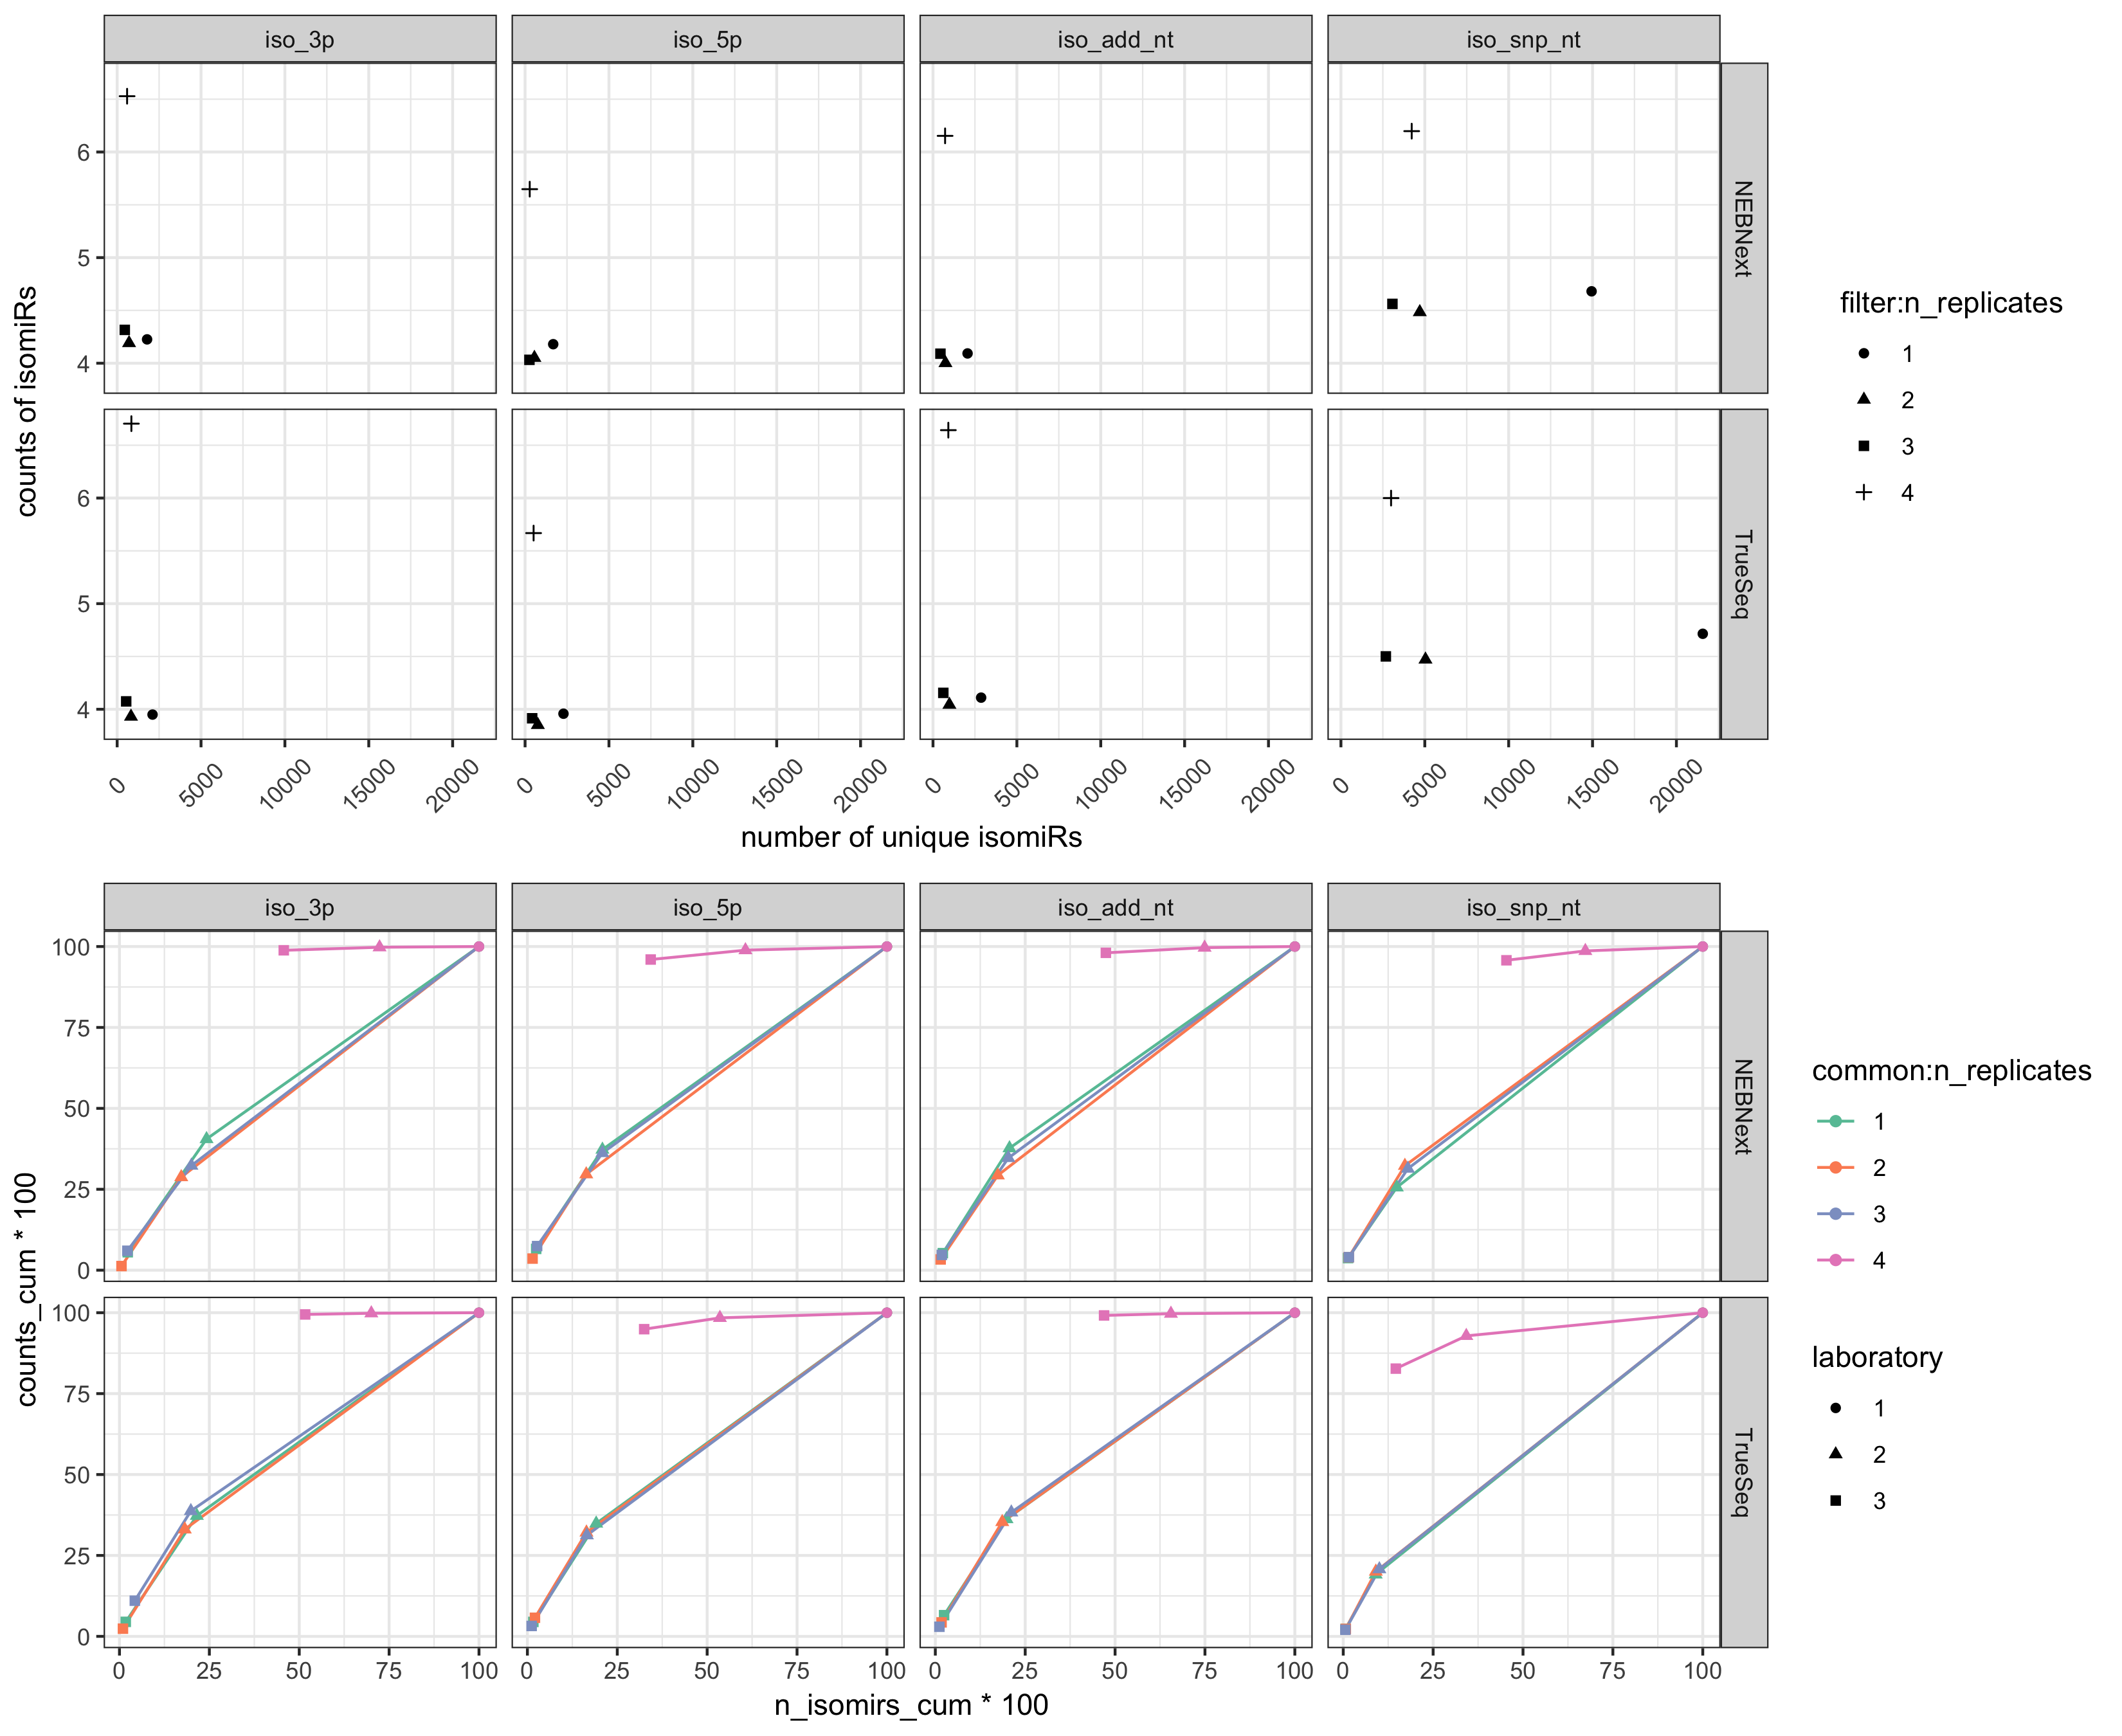 iso_3p iso_5p iso_add_nt iso_snp_nt
6
5
4
NEBNext
6
5
4
TrueSeq
counts of isomiRs
0 5000 10000 15000 20000 0 5000 10000 15000 20000 0 5000 10000 15000 20000 0 5000 10000 15000 20000
number of unique isomiRs
filter:n_replicates
1
2
3
4
iso_3p iso_5p iso_add_nt iso_snp_nt
100
75
50
25
0
NEBNext
100
75
50
25
0
TrueSeq
counts_cum * 100
0 25 50 75 100 0 25 50 75 100 0 25 50 75 100 0 25 50 75 100
n_isomirs_cum * 100
common:n_replicates
1
2
3
4
laboratory
1
2
3